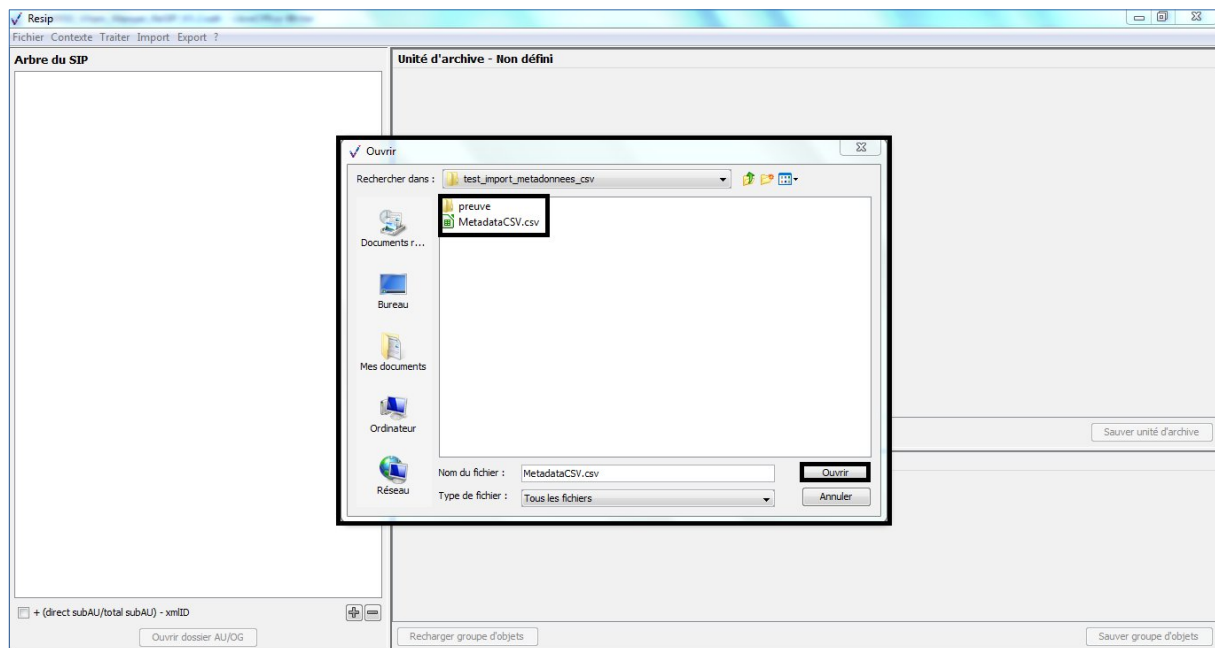 Resip
Fichier Contexte Traiter Import Export ?
Arbre du SIP
Unité d'archive - Non défini
Ouvrir
Rechercher dans : test_import_metadonnees_csv
preuve
MetadataCSV.csv
Documents r...
Bureau
Mes documents
Ordinateur
Réseau
Nom du fichier : MetadataCSV.csv
Ouvrir
Type de fichier : Tous les fichiers
Annuler
Sauver unité d'archive
+ (direct subAU/total subAU) - xmlID
Ouvrir dossier AU/OG
Recharger groupe d'objets
Sauver groupe d'objets